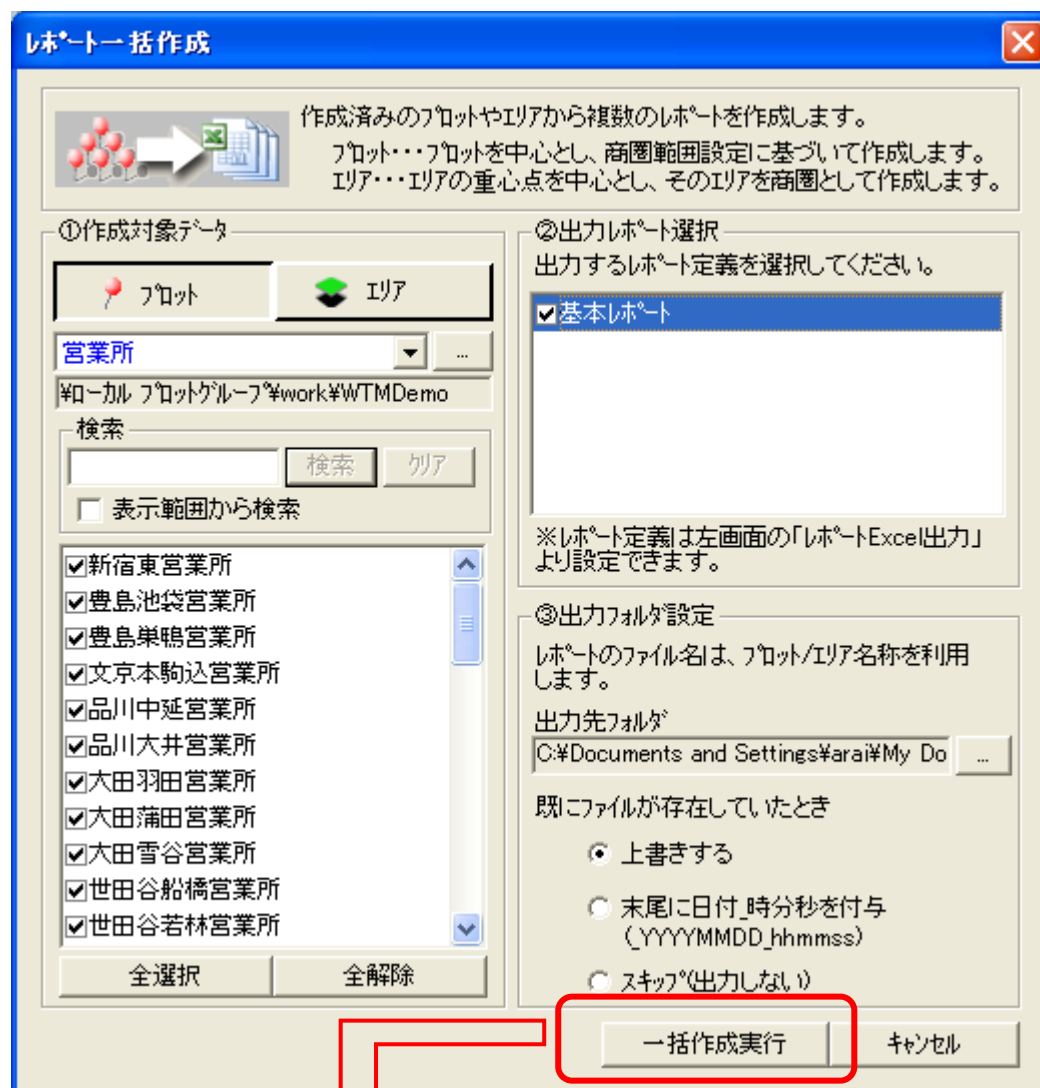 ﾚﾎﾟｰﾄ一括作成
作成済みのﾌﾟﾛｯﾄやｴﾘｱから複数のﾚﾎﾟｰﾄを作成します。
ﾌﾟﾛｯﾄ・・・ﾌﾟﾛｯﾄを中心とし、商圏範囲設定に基づいて作成します。
ｴﾘｱ・・・ｴﾘｱの重心点を中心とし、そのｴﾘｱを商圏として作成します。
①作成対象ﾃﾞｰﾀ
ﾌﾟﾛｯﾄ
ｴﾘｱ
営業所
...
¥ﾛｰｶﾙ ﾌﾟﾛｯﾄｸﾞﾙｰﾌﾟ¥work¥WTMDemo
検索
検索
ｸﾘｱ
表示範囲から検索
新宿東営業所
豊島池袋営業所
豊島巣鴨営業所
文京本駒込営業所
品川中延営業所
品川大井営業所
大田羽田営業所
大田蒲田営業所
大田雪谷営業所
世田谷船橋営業所
世田谷若林営業所
全選択
全解除
②出力ﾚﾎﾟｰﾄ選択
出力するﾚﾎﾟｰﾄ定義を選択してください。
基本ﾚﾎﾟｰﾄ
※ﾚﾎﾟｰﾄ定義は左画面の｢ﾚﾎﾟｰﾄExcel出力｣
より設定できます。
③出力ﾌｫﾙﾀﾞ設定
ﾚﾎﾟｰﾄのﾌｧｲﾙ名は、ﾌﾟﾛｯﾄ/ｴﾘｱ名称を利用
します。
出力先ﾌｫﾙﾀﾞ
C:¥Documents and Settings¥arai¥My Do
...
既にﾌｧｲﾙが存在していたとき
上書きする
末尾に日付_時分秒を付与
(_YYYYMMDD_hhmmss)
ｽｷｯﾌﾟ(出力しない)
一括作成実行
ｷｬﾝｾﾙ